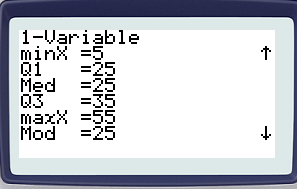 1-Variable
minX =5 ↑
Q1 =25
Med =25
Q3 =35
maxX =55
Mod =25 ↓